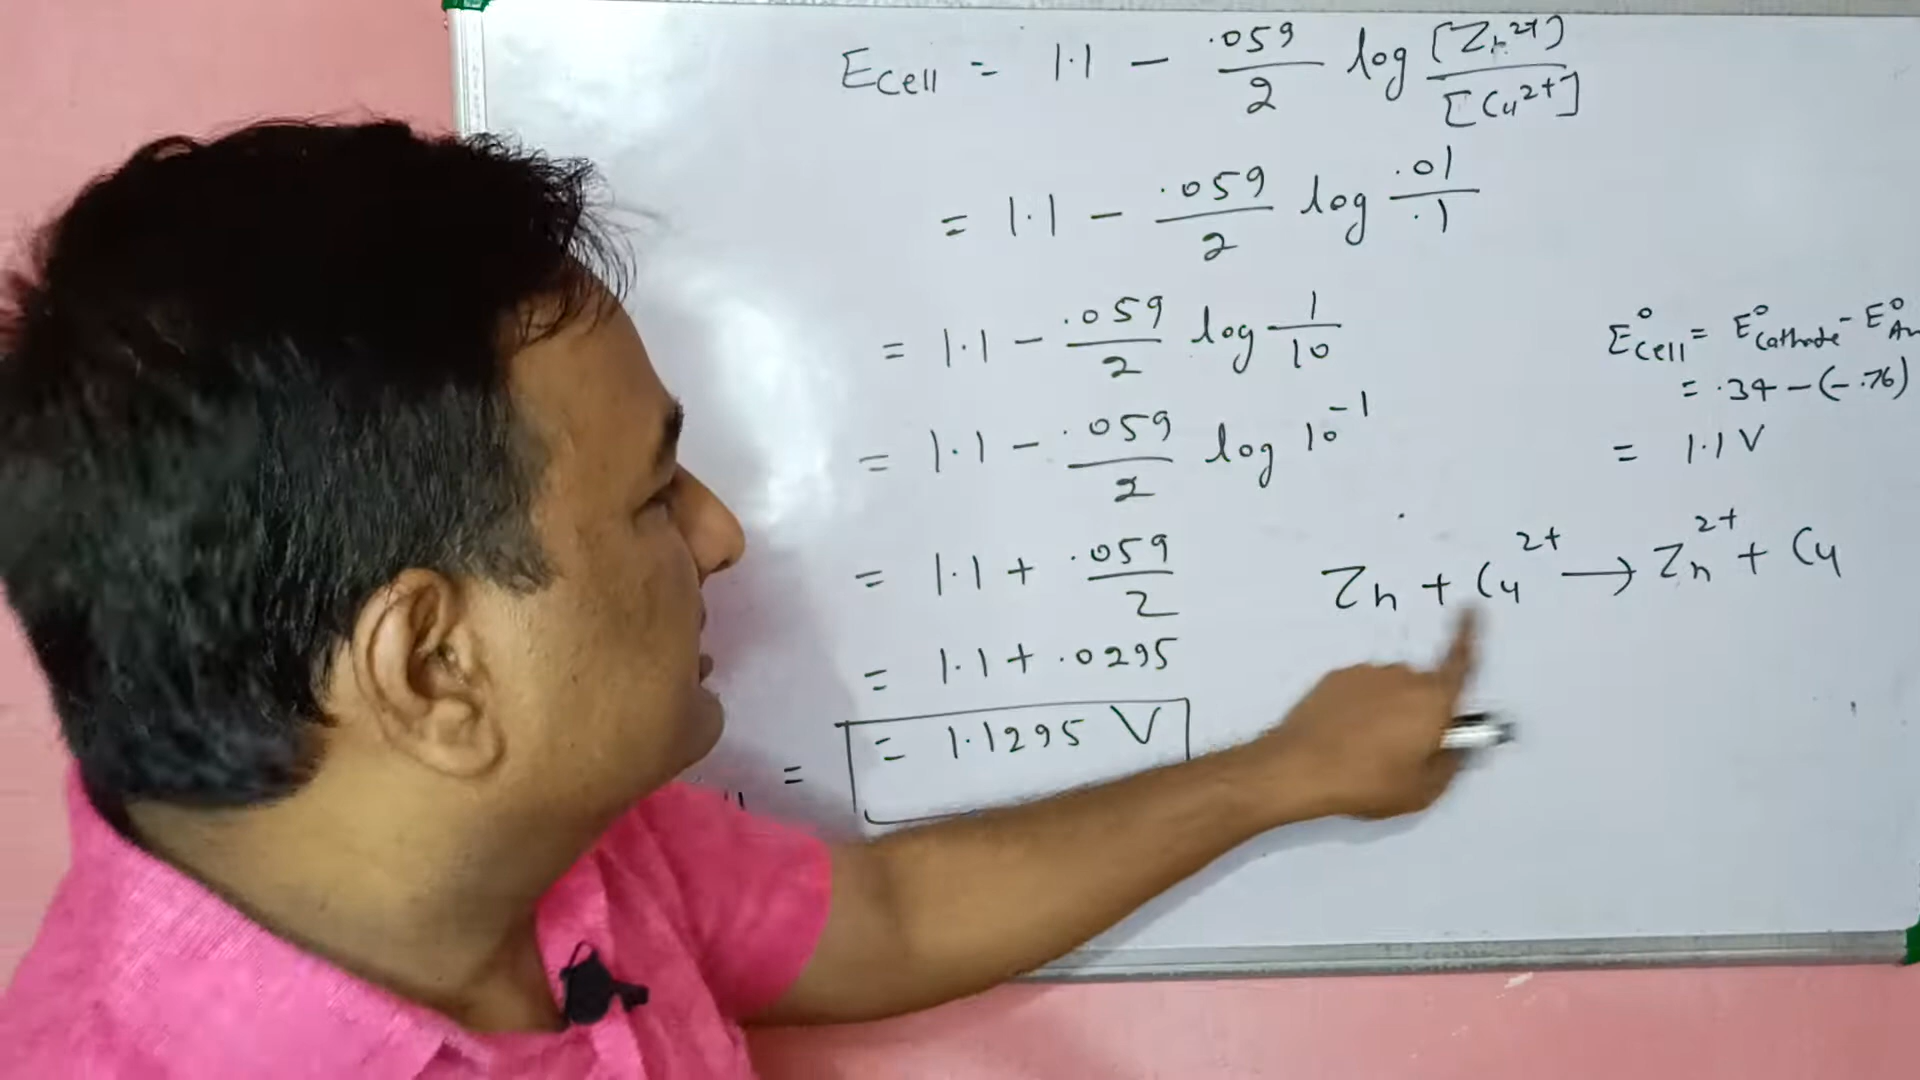 Ecell = 1.1 - .059/2 log [Zn2+]/[Cu2+]
= 1.1 - .059/2 log .01/.1
= 1.1 - .059/2 log 1/10
= 1.1 - .059/2 log 10^-1
= 1.1 + .059/2
= 1.1 + .0295
= = 1.1295 V
E°cell = E°Cathode - E°An
= .34 - (-.76)
= 1.1 V
Zn + Cu2+ → Zn2+ + Cu